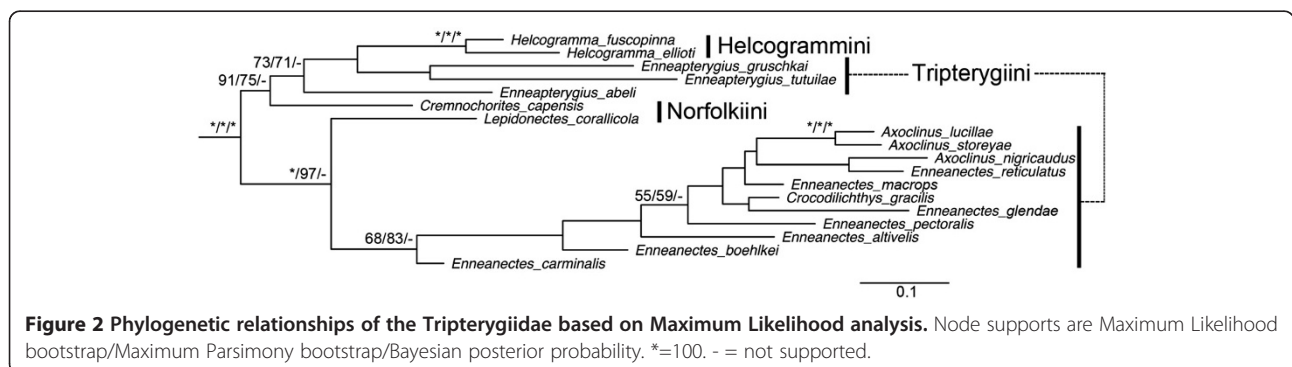 */*/*
Helcogramma_fuscopinna
Helcogrammini
Helcogramma_ellioti
73/71/-
Enneapterygius_gruschkai
Tripterygiini
91/75/-
Enneapterygius_tutuilae
Enneapterygius_abeli
Cremnochorites_capensis
Lepidonectes_corallicola
Norfolkiini
*/*/*
*/*/*
Axoclinus_lucillae
Axoclinus_storeyae
Axoclinus_nigricaudus
*/97/-
Enneanectes_reticulatus
Enneanectes_macrops
55/59/-
Crocodilichthys_gracilis
Enneanectes_glendae
Enneanectes_pectoralis
68/83/-
Enneanectes_altivelis
Enneanectes_boehlkei
Enneanectes_carminalis
0.1
Figure 2 Phylogenetic relationships of the Tripterygiidae based on Maximum Likelihood analysis. Node supports are Maximum Likelihood
bootstrap/Maximum Parsimony bootstrap/Bayesian posterior probability. *=100. - = not supported.